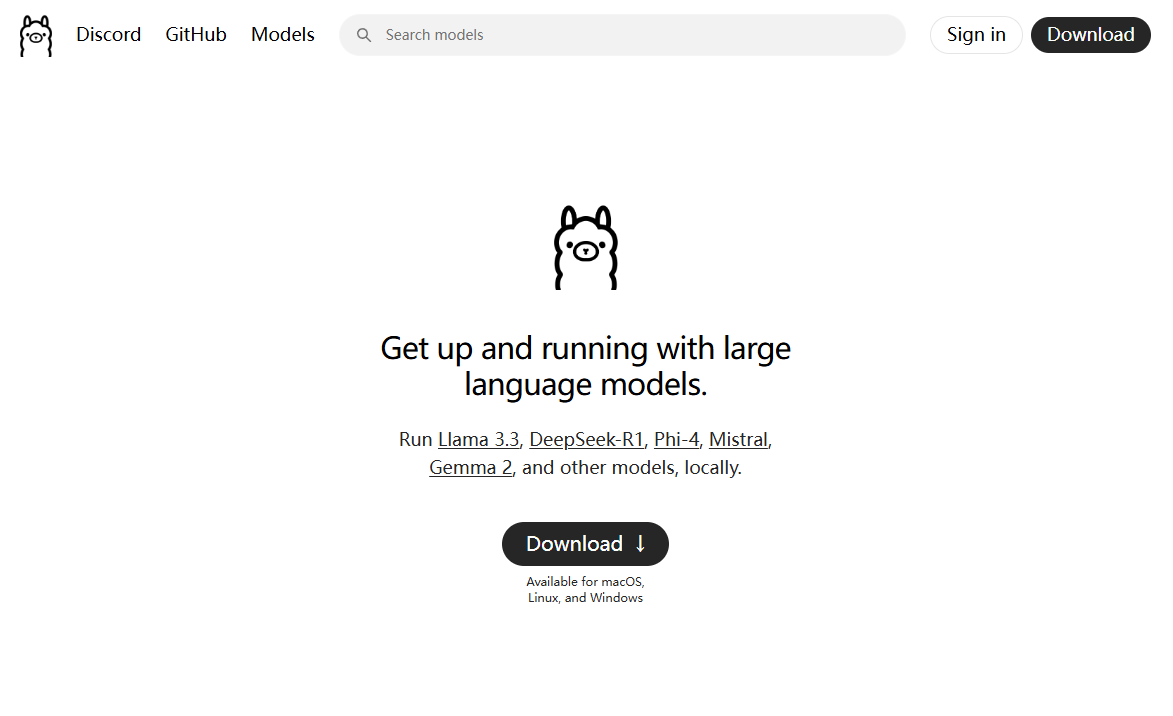 Discord GitHub Models Search models Sign in Download
Get up and running with large
language models.
Run Llama 3.3, DeepSeek-R1, Phi-4, Mistral,
Gemma 2, and other models, locally.
Download ↓
Available for macOS,
Linux, and Windows